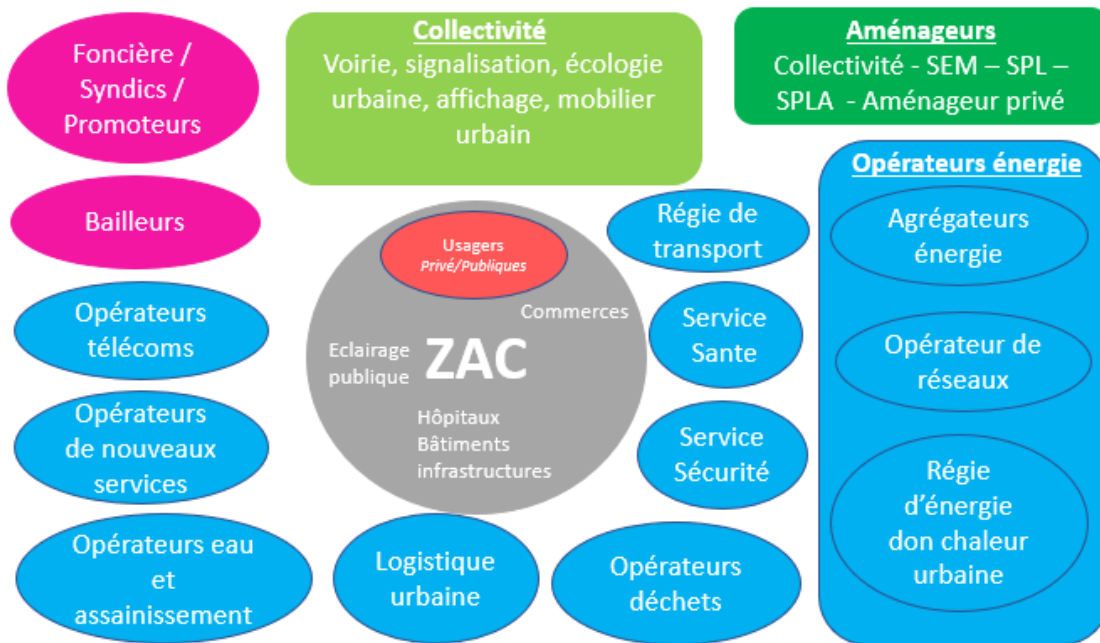 Foncière /
Syndics /
Promoteurs
Collectivité
Voirie, signalisation, écologie
urbaine, affichage, mobilier
urbain
Aménageurs
Collectivité - SEM – SPL –
SPLA - Aménageur privé
Bailleurs
Opérateurs
télécoms
Opérateurs
de nouveaux
services
Opérateurs eau
et
assainissement
Usagers
Privé/Publiques
Commerces
Eclairage
publique
ZAC
Hôpitaux
Bâtiments
infrastructures
Logistique
urbaine
Régie de
transport
Service
Sante
Service
Sécurité
Opérateurs
déchets
Opérateurs énergie
Agrégateurs
énergie
Opérateur de
réseaux
Régie
d'énergie
don chaleur
urbaine